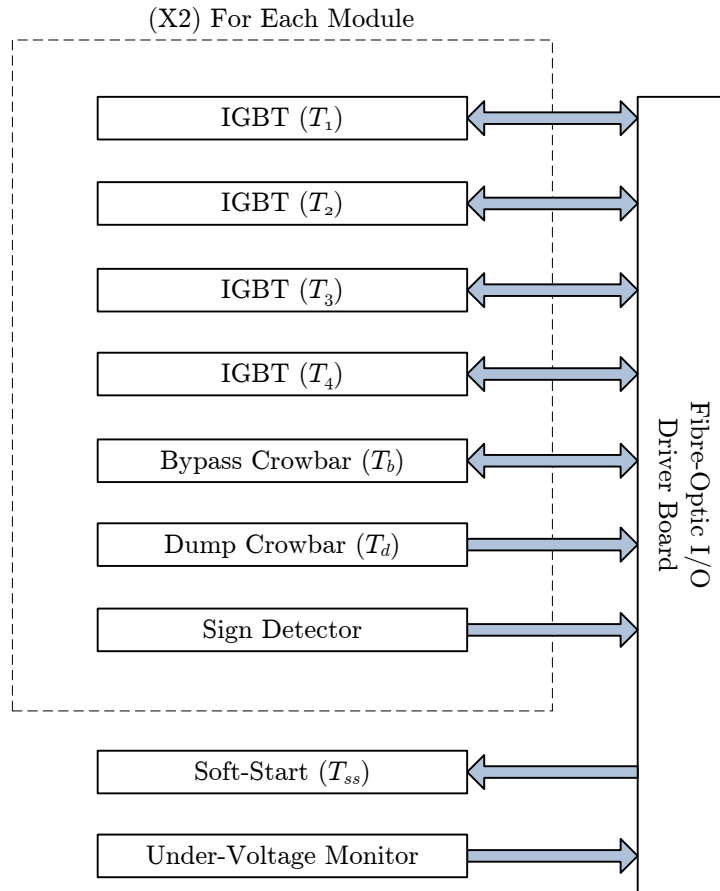 (X2) For Each Module
IGBT (T₁)
IGBT (T₂)
IGBT (T₃)
IGBT (T₄)
Bypass Crowbar (T_b)
Dump Crowbar (T_d)
Sign Detector
Soft-Start (T_ss)
Under-Voltage Monitor
Fibre-Optic I/O
Driver Board